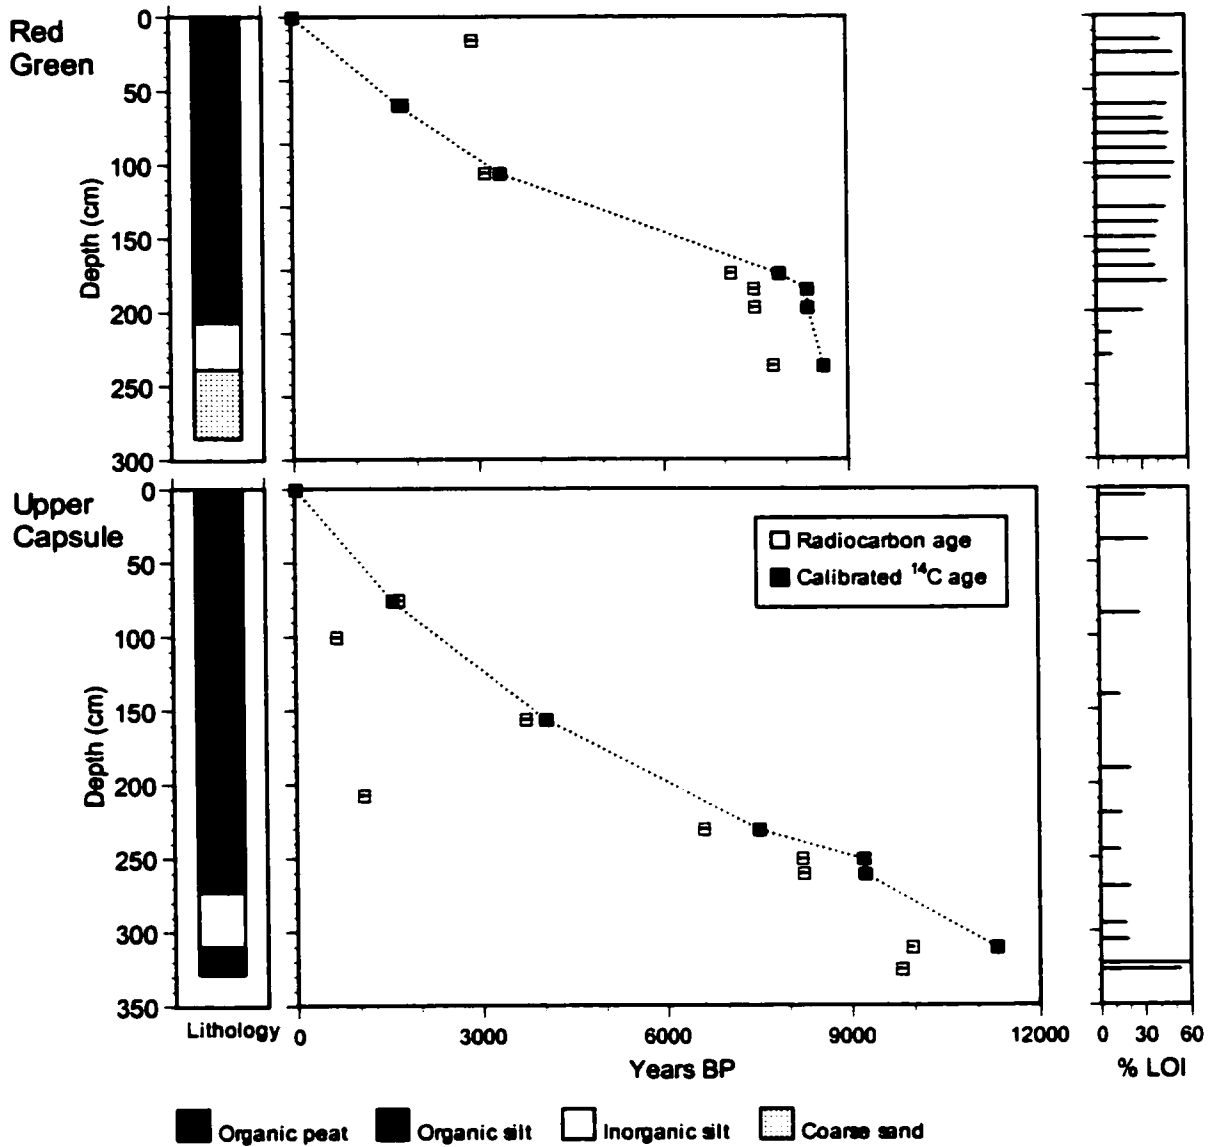 Red
Green
Depth (cm)
0
50
100
150
200
250
300
Upper
Capsule
Depth (cm)
0
50
100
150
200
250
300
350
Radiocarbon age
Calibrated ¹⁴C age
Lithology
0 3000 6000 9000 12000
Years BP
0 30 60
% LOI
Organic peat Organic silt Inorganic silt Coarse sand